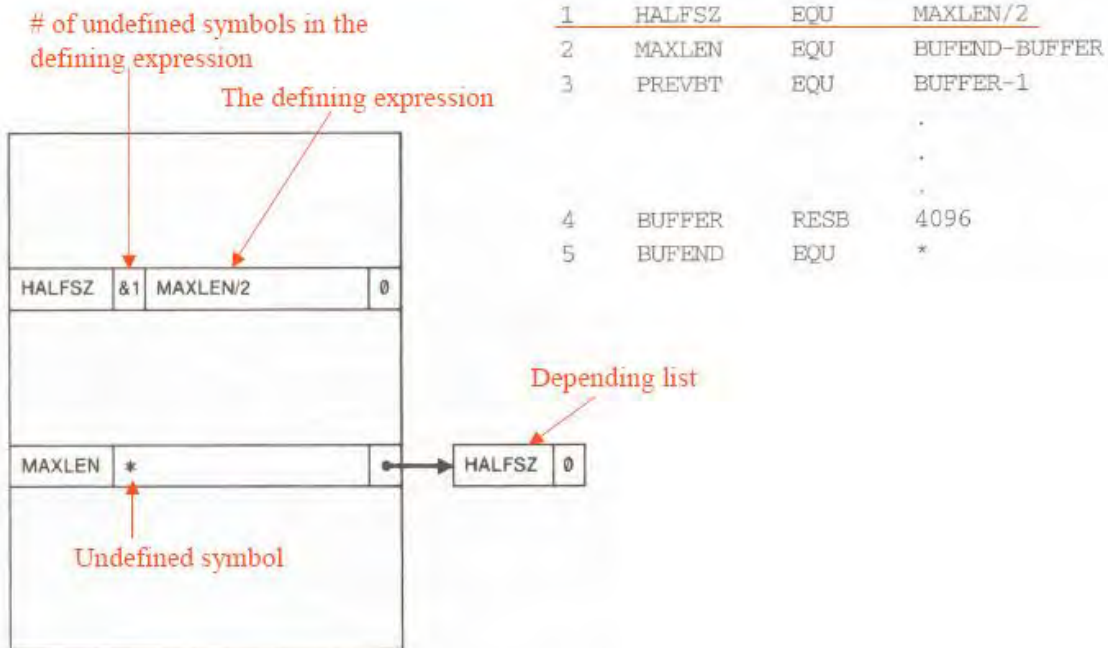 # of undefined symbols in the
defining expression
The defining expression
1 HALFSZ EQU MAXLEN/2
2 MAXLEN EQU BUFEND-BUFFER
3 PREVBT EQU BUFFER-1
.
.
.
4 BUFFER RESB 4096
5 BUFEND EQU *
HALFSZ &1 MAXLEN/2 0
Depending list
MAXLEN * HALFSZ 0
Undefined symbol